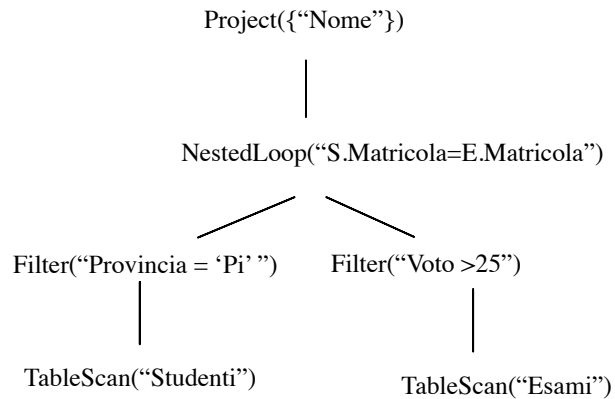 Project({“Nome”})
NestedLoop(“S.Matricola=E.Matricola”)
Filter(“Provincia = ‘Pi’ ”)
Filter(“Voto >25”)
TableScan(“Studenti”)
TableScan(“Esami”)